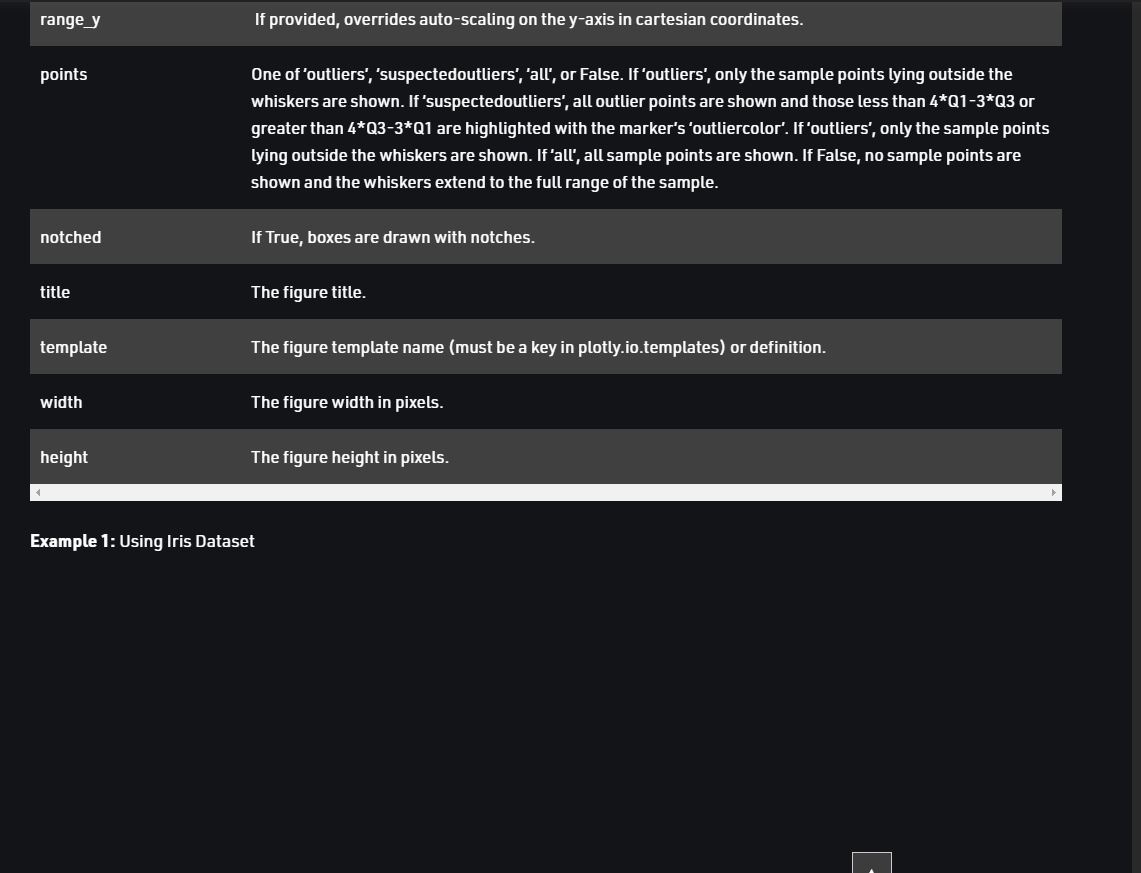 range_y If provided, overrides auto-scaling on the y-axis in cartesian coordinates.
points One of ‘outliers’, ‘suspectedoutliers’, ‘all’, or False. If ‘outliers’, only the sample points lying outside the
whiskers are shown. If ‘suspectedoutliers’, all outlier points are shown and those less than 4*Q1-3*Q3 or
greater than 4*Q3-3*Q1 are highlighted with the marker’s ‘outliercolor’. If ‘outliers’, only the sample points
lying outside the whiskers are shown. If ‘all’, all sample points are shown. If False, no sample points are
shown and the whiskers extend to the full range of the sample.
notched If True, boxes are drawn with notches.
title The figure title.
template The figure template name (must be a key in plotly.io.templates) or definition.
width The figure width in pixels.
height The figure height in pixels.
Example 1: Using Iris Dataset